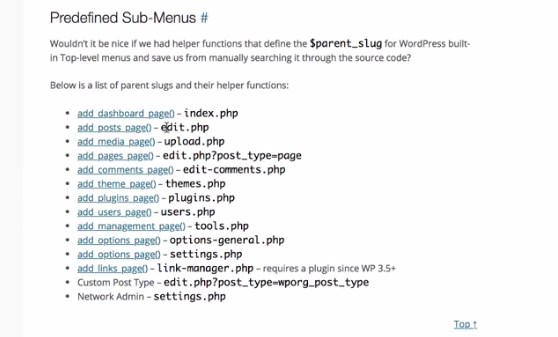 Predefined Sub-Menus #
Wouldn't it be nice if we had helper functions that define the $parent_slug for WordPress built-
in Top-level menus and save us from manually searching it through the source code?
Below is a list of parent slugs and their helper functions:
• add_dashboard_page() – index.php
• add_posts_page() – edit.php
• add_media_page() – upload.php
• add_pages_page() – edit.php?post_type=page
• add_comments_page() – edit-comments.php
• add_theme_page() – themes.php
• add_plugins_page() – plugins.php
• add_users_page() – users.php
• add_management_page() – tools.php
• add_options_page() – options-general.php
• add_options_page() – settings.php
• add_links_page() – link-manager.php – requires a plugin since WP 3.5+
• Custom Post Type – edit.php?post_type=wporg_post_type
• Network Admin – settings.php
Top ↑